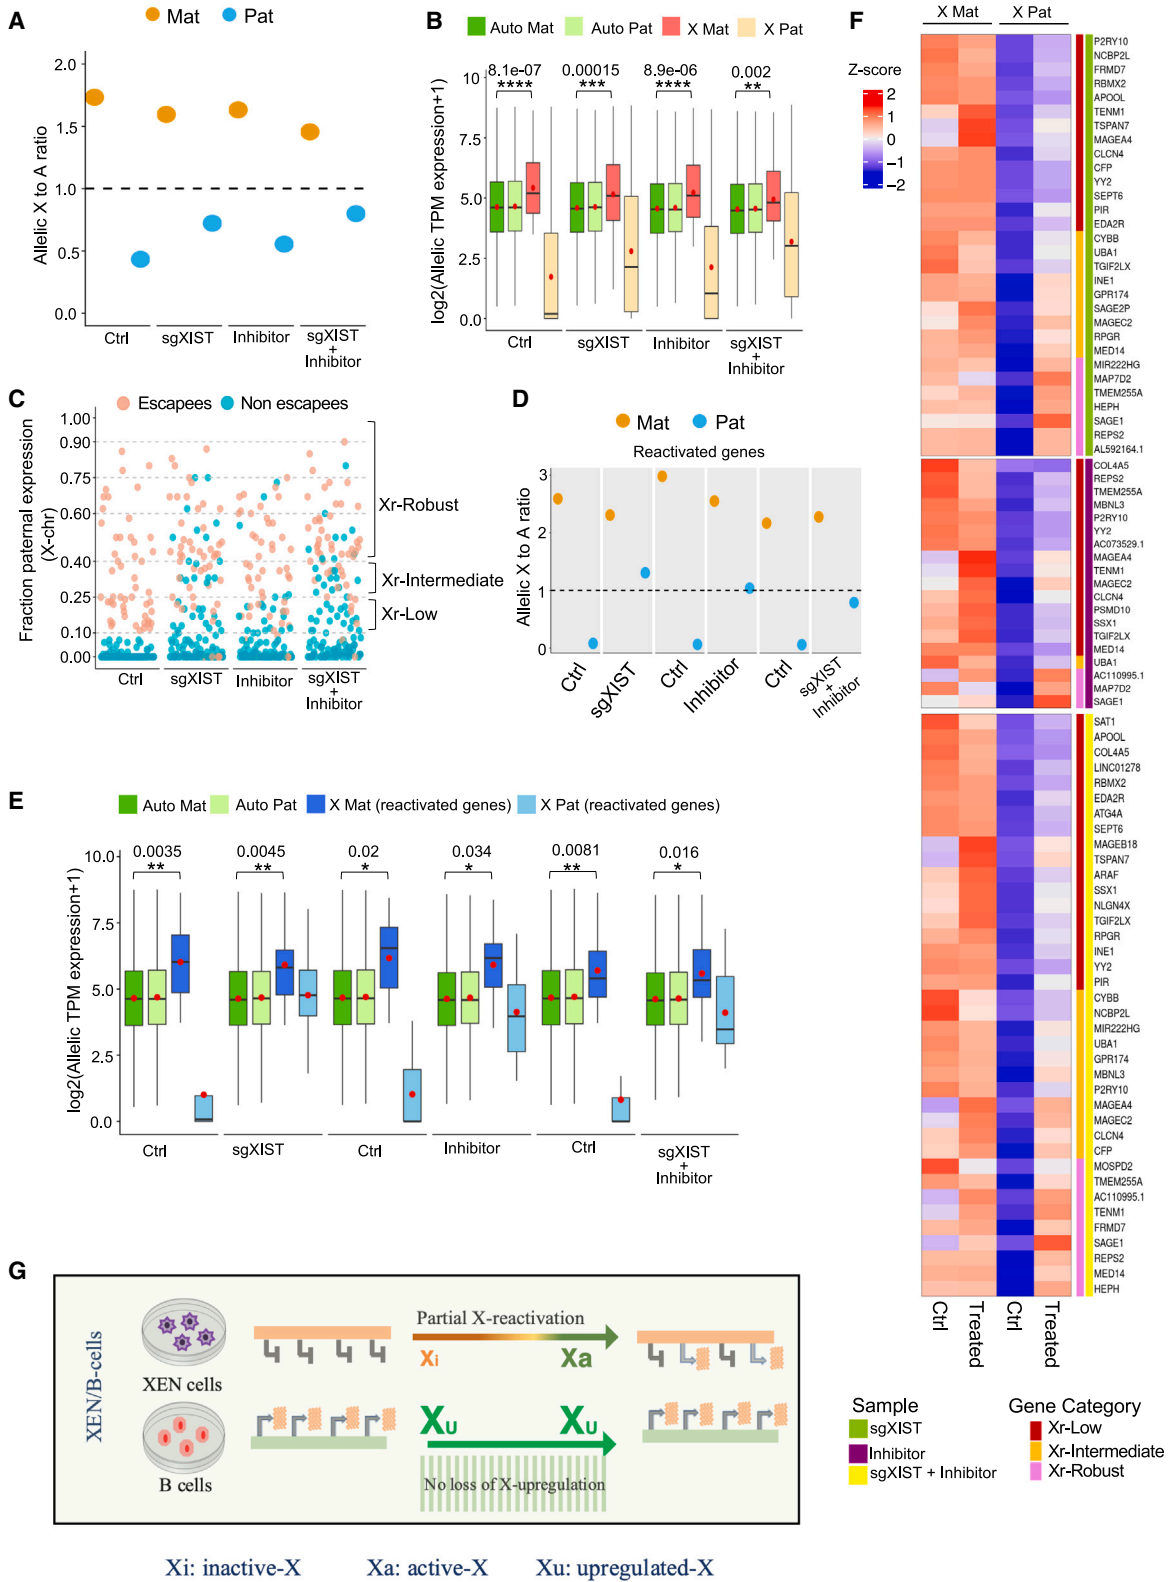 A
Mat
Pat
Allelic X to A ratio
2.0
1.5
1.0
0.5
0.0
Ctrl
sgXIST
Inhibitor
sgXIST
+
Inhibitor
B
Auto Mat
Auto Pat
X Mat
X Pat
log2(Allelic TPM expression+1)
10
7.5
5.0
2.5
0.0
8.1e-07
****
0.00015
***
8.9e-06
****
0.002
**
Ctrl
sgXIST
Inhibitor
sgXIST
+
Inhibitor
C
Escapees
Non escapees
Fraction paternal expression
(X-chr)
1.00
0.90
0.75
0.60
0.40
0.25
0.10
0.00
Xr-Robust
Xr-Intermediate
Xr-Low
Ctrl
sgXIST
Inhibitor
sgXIST
+
Inhibitor
D
Mat
Pat
Reactivated genes
Allelic X to A ratio
3
2
1
0
Ctrl
sgXIST
Ctrl
Inhibitor
Ctrl
sgXIST
+
Inhibitor
E
Auto Mat
Auto Pat
X Mat (reactivated genes)
X Pat (reactivated genes)
log2(Allelic TPM expression+1)
10.0
7.5
5.0
2.5
0.0
0.0035
**
0.0045
**
0.02
*
0.034
*
0.0081
**
0.016
*
Ctrl
sgXIST
Ctrl
Inhibitor
Ctrl
sgXIST
+
Inhibitor
F
X Mat
X Pat
Z-score
2
1
0
−1
−2
P2RY10
NCBP2L
FRMD7
RBMX2
APOOL
TENM1
TSPAN7
MAGEA4
CLCN4
CFP
YY2
SEPT6
PIR
EDA2R
CYBB
UBA1
TGIF2LX
INE1
GPR174
SAGE2P
MAGEC2
RPGR
MED14
MIR222HG
MAP7D2
TMEM255A
HEPH
SAGE1
REPS2
AL592164.1
COL4A5
REPS2
TMEM255A
MBNL3
P2RY10
YY2
AC073529.1
MAGEA4
TENM1
MAGEC2
CLCN4
PSMD10
SSX1
TGIF2LX
MED14
UBA1
AC110995.1
MAP7D2
SAGE1
SAT1
APOOL
COL4A5
LINC01278
RBMX2
EDA2R
ATG4A
SEPT6
MAGEB18
TSPAN7
ARAF
SSX1
NLGN4X
TGIF2LX
RPGR
INE1
YY2
PIR
CYBB
NCBP2L
MIR222HG
UBA1
GPR174
MBNL3
P2RY10
MAGEA4
MAGEC2
CLCN4
CFP
MOSPD2
TMEM255A
AC110995.1
TENM1
FRMD7
SAGE1
REPS2
MED14
HEPH
Ctrl
Treated
Ctrl
Treated
Sample
sgXIST
Inhibitor
sgXIST + Inhibitor
Gene Category
Xr-Low
Xr-Intermediate
Xr-Robust
G
XEN/B-cells
XEN cells
B cells
Partial X-reactivation
Xi
Xa
XU
XU
No loss of X-upregulation
Xi: inactive-X
Xa: active-X
Xu: upregulated-X